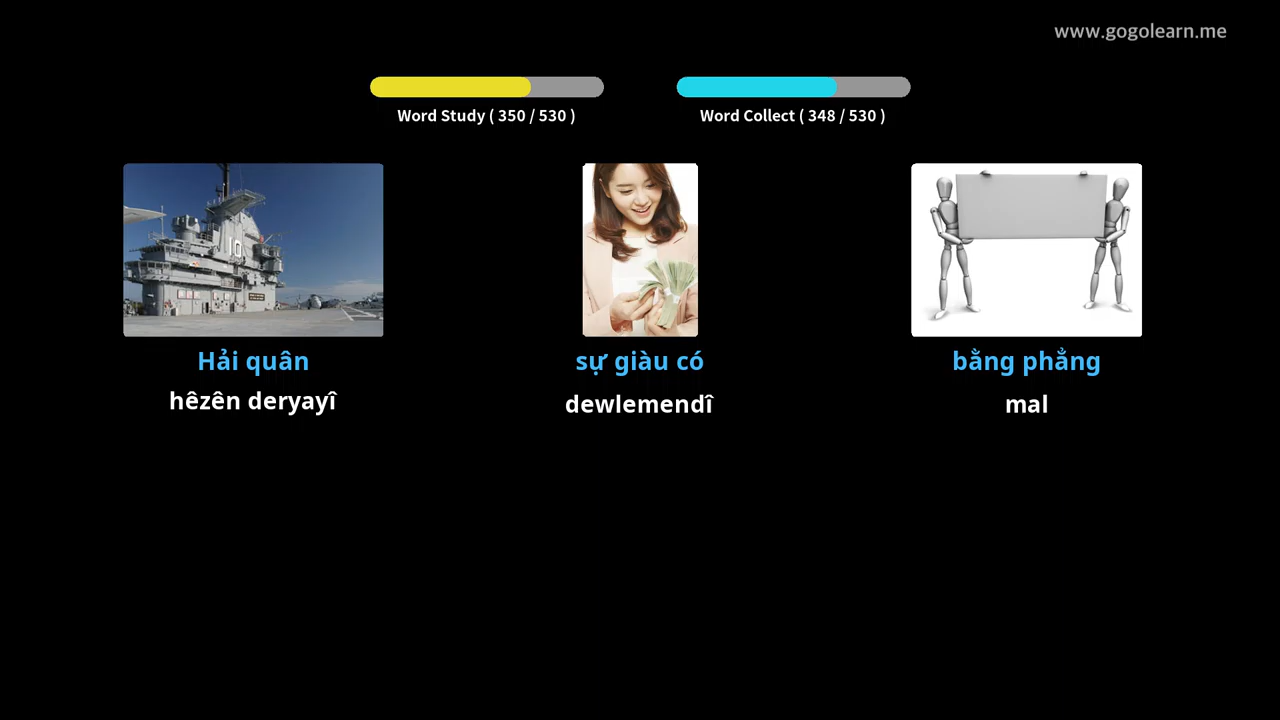 www.gogolearn.me
Word Study ( 350 / 530 )
Word Collect ( 348 / 530 )
Hải quân
sự giàu có
bằng phẳng
hêzên deryayî
dewlemendî
mal